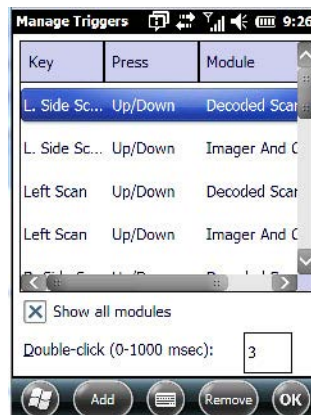 Manage Triggers 9:26
Key Press Module
L. Side Sc... Up/Down Decoded Scan
L. Side Sc... Up/Down Imager And C
Left Scan Up/Down Decoded Scan
Left Scan Up/Down Imager And C
Show all modules
Double-click (0-1000 msec): 3
Add Remove OK